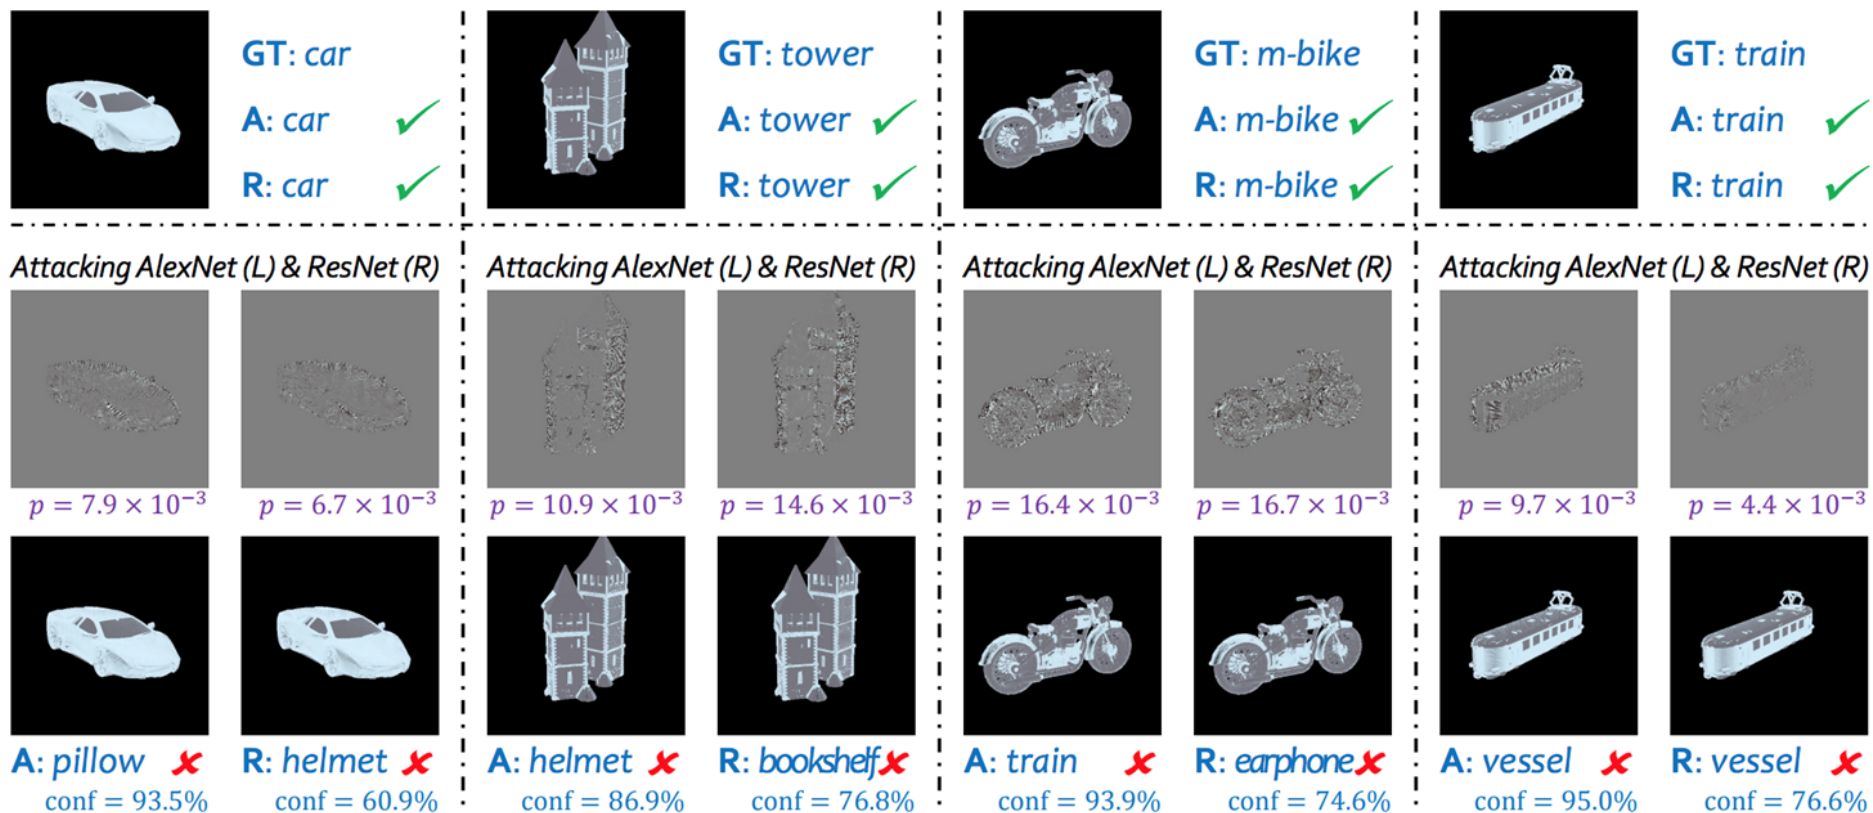 GT: car
A: car
R: car
GT: tower
A: tower
R: tower
GT: m-bike
A: m-bike
R: m-bike
GT: train
A: train
R: train
Attacking AlexNet (L) & ResNet (R)
Attacking AlexNet (L) & ResNet (R)
Attacking AlexNet (L) & ResNet (R)
Attacking AlexNet (L) & ResNet (R)
p = 7.9 × 10⁻³
p = 6.7 × 10⁻³
p = 10.9 × 10⁻³
p = 14.6 × 10⁻³
p = 16.4 × 10⁻³
p = 16.7 × 10⁻³
p = 9.7 × 10⁻³
p = 4.4 × 10⁻³
A: pillow
conf = 93.5%
R: helmet
conf = 60.9%
A: helmet
conf = 86.9%
R: bookshelf
conf = 76.8%
A: train
conf = 93.9%
R: earphone
conf = 74.6%
A: vessel
conf = 95.0%
R: vessel
conf = 76.6%